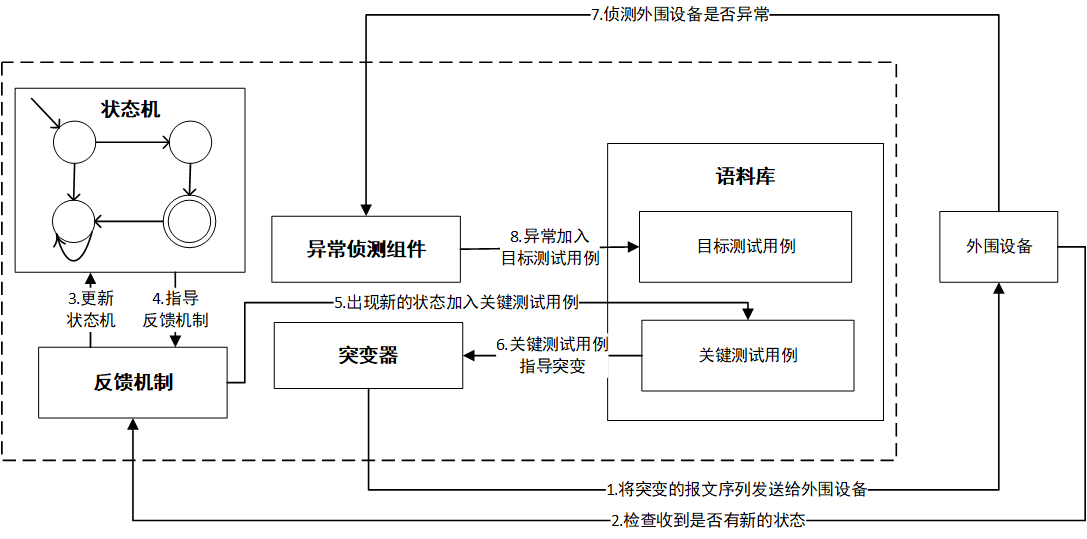 7.侦测外围设备是否异常
状态机
语料库
目标测试用例
外围设备
异常侦测组件
8.异常加入
目标测试用例
3.更新
状态机
4.指导
反馈机制
5.出现新的状态加入关键测试用例
突变器
6.关键测试用例
指导突变
关键测试用例
反馈机制
1.将突变的报文序列发送给外围设备
2.检查收到是否有新的状态